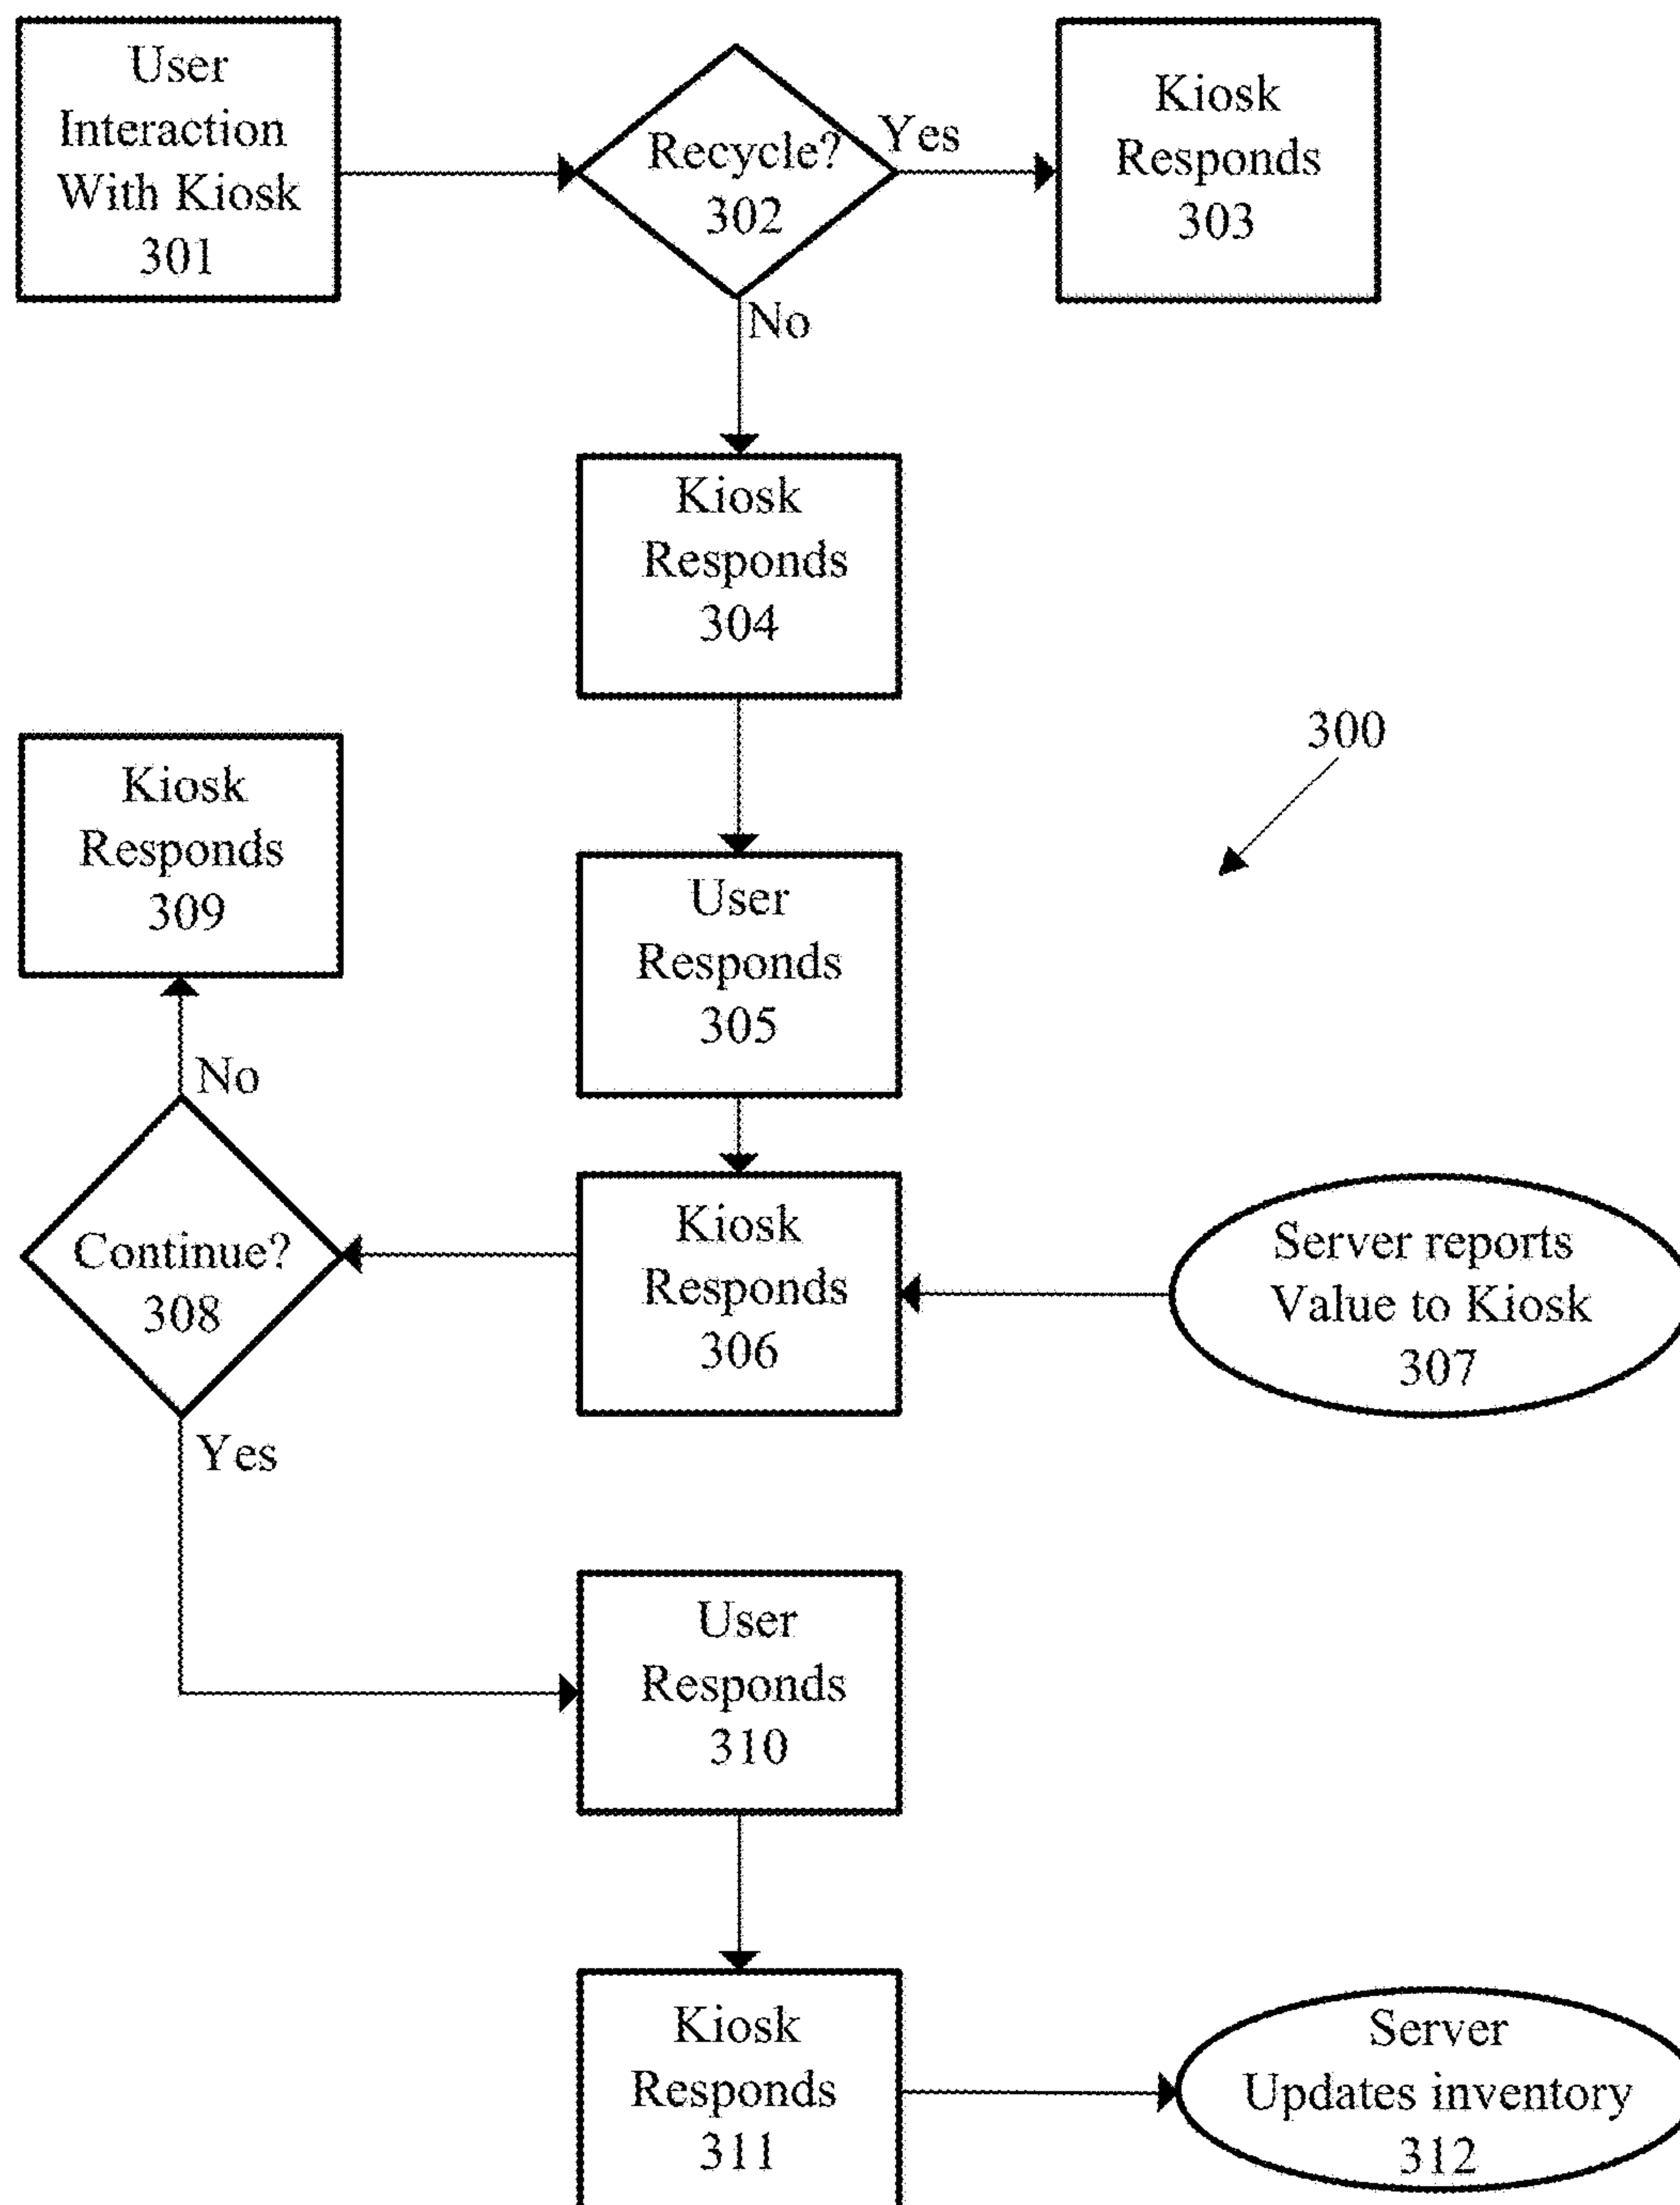 User
Interaction
With Kiosk
301
Recycle?
302
Yes
Kiosk
Responds
303
No
Kiosk
Responds
304
300
Kiosk
Responds
309
User
Responds
305
No
Continue?
308
Kiosk
Responds
306
Server reports
Value to Kiosk
307
Yes
User
Responds
310
Kiosk
Responds
311
Server
Updates inventory
312